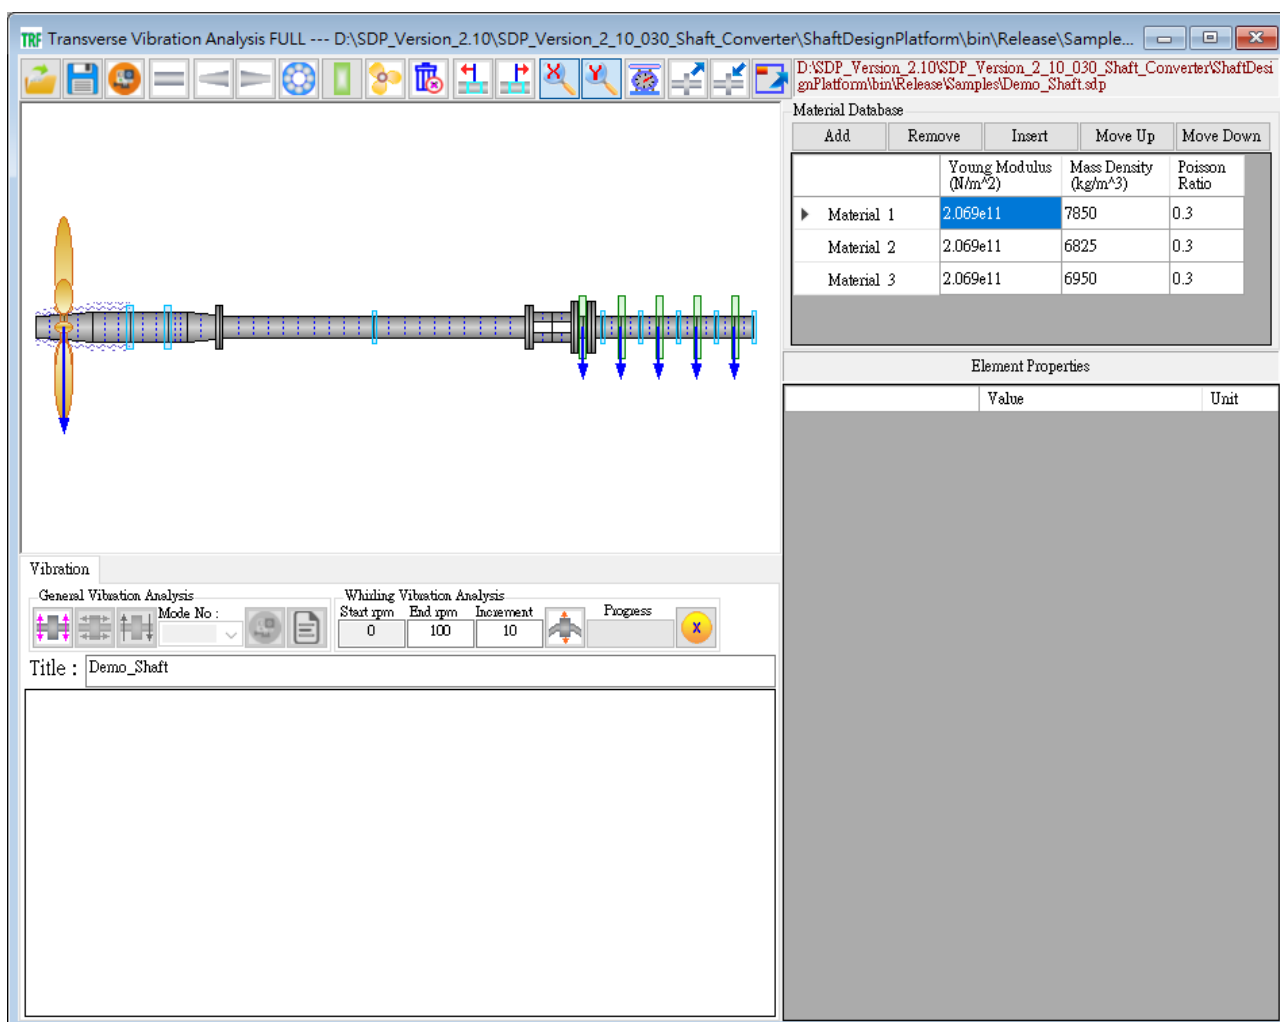 TRF Transverse Vibration Analysis FULL --- D:\SDP_Version_2.10\SDP_Version_2_10_030_Shaft_Converter\ShaftDesignPlatform\bin\Release\Sample...
X Y
D:\SDP_Version_2.10\SDP_Version_2_10_030_Shaft_Converter\ShaftDesi
gnPlatform\bin\Release\Samples\Demo_Shaft.sdp
Material Database
Add Remove Insert Move Up Move Down
Young Modulus Mass Density Poisson
(N/m^2) (kg/m^3) Ratio
Material 1 2.069e11 7850 0.3
Material 2 2.069e11 6825 0.3
Material 3 2.069e11 6950 0.3
Element Properties
Value Unit
Vibration
General Vibration Analysis Whirling Vibration Analysis
Mode No : Start rpm End rpm Increment Progress
0 100 10 X
Title : Demo_Shaft